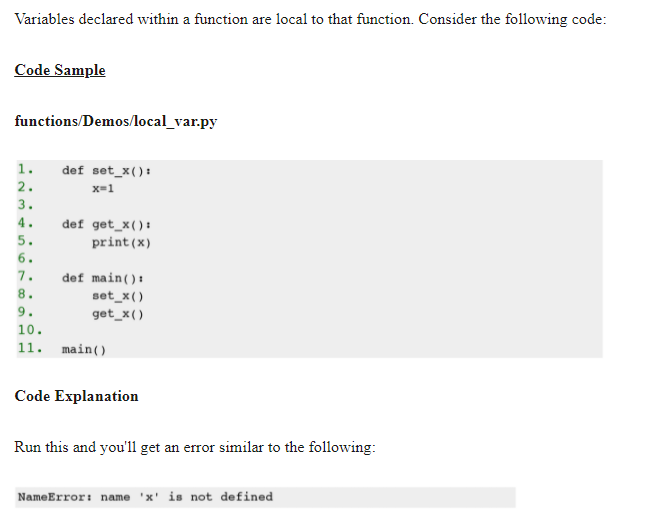 Variables declared within a function are local to that function. Consider the following code:
Code Sample
functions/Demos/local_var.py
1. def set_x():
2. x=1
3.
4. def get_x():
5. print(x)
6.
7. def main():
8. set_x()
9. get_x()
10.
11. main()
Code Explanation
Run this and you'll get an error similar to the following:
NameError: name 'x' is not defined